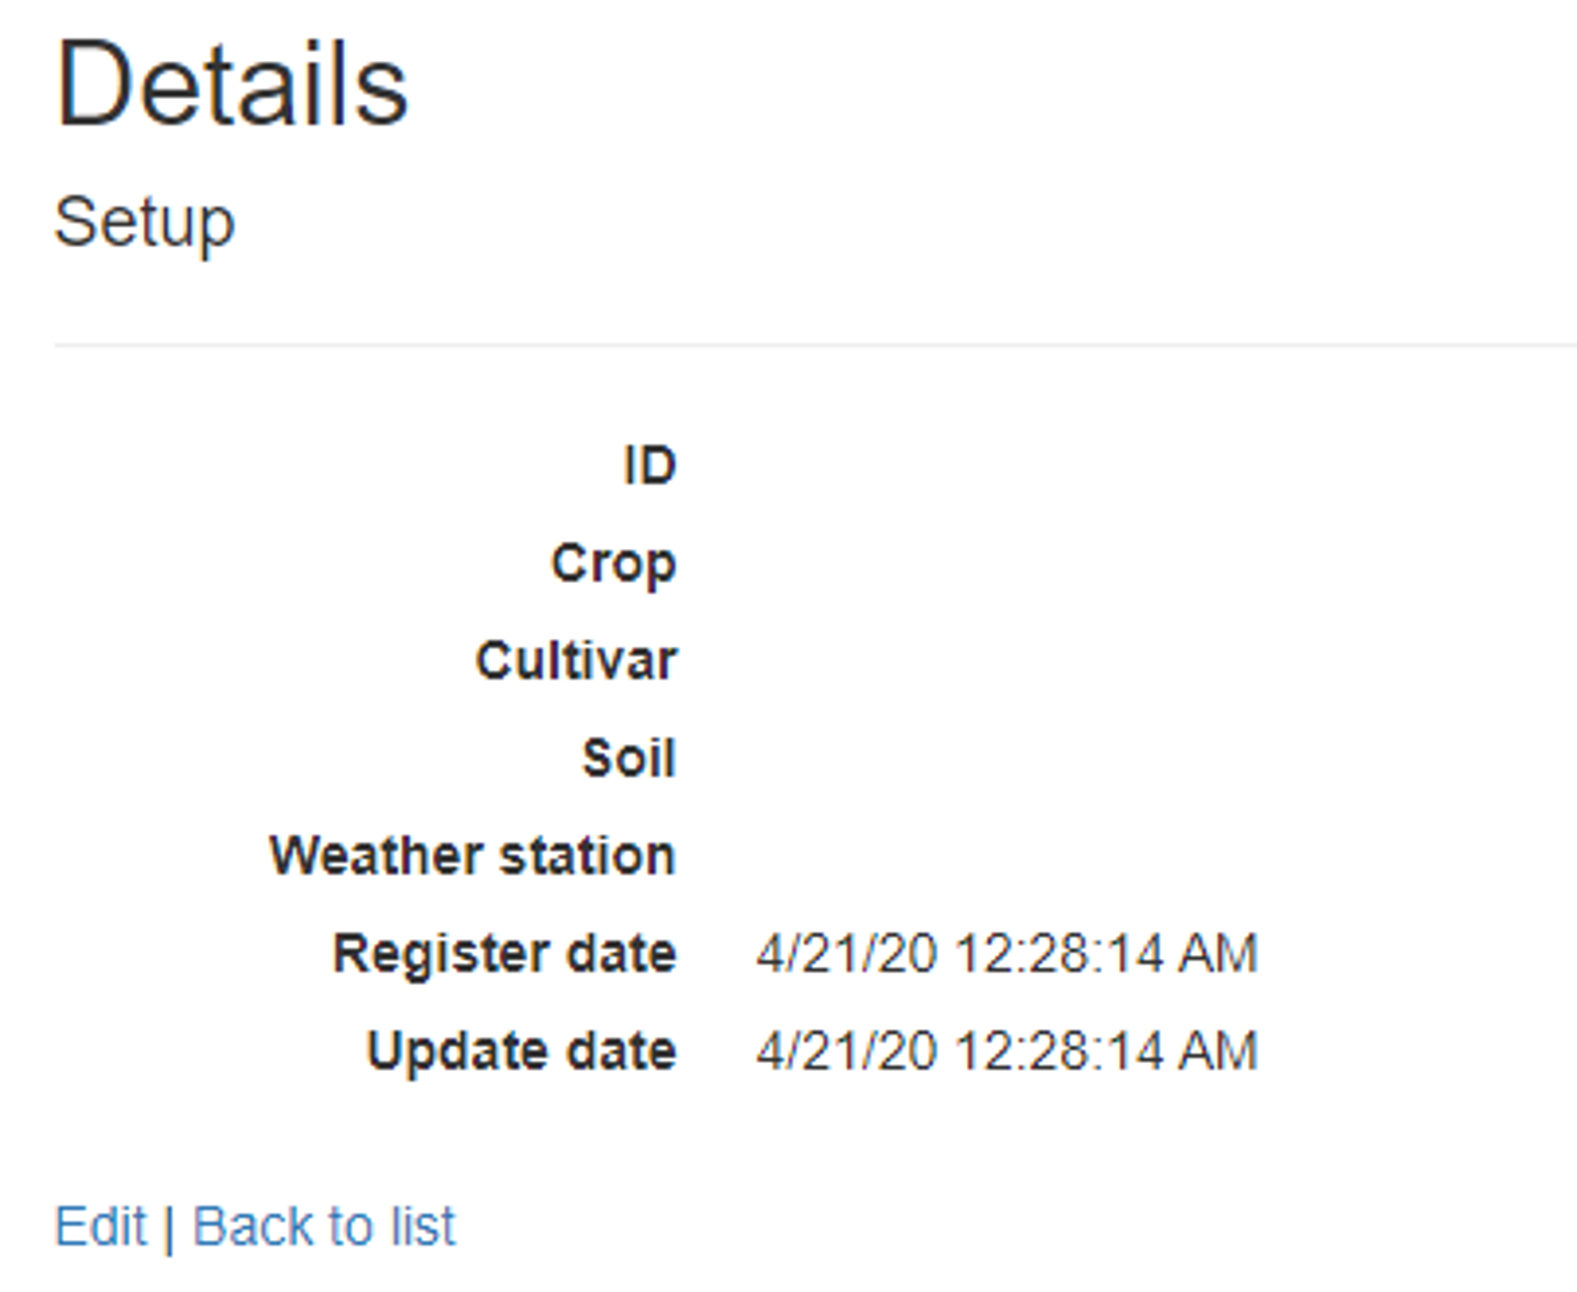 Details
Setup
ID
Crop
Cultivar
Soil
Weather station
Register date 4/21/20 12:28:14 AM
Update date 4/21/20 12:28:14 AM
Edit | Back to list